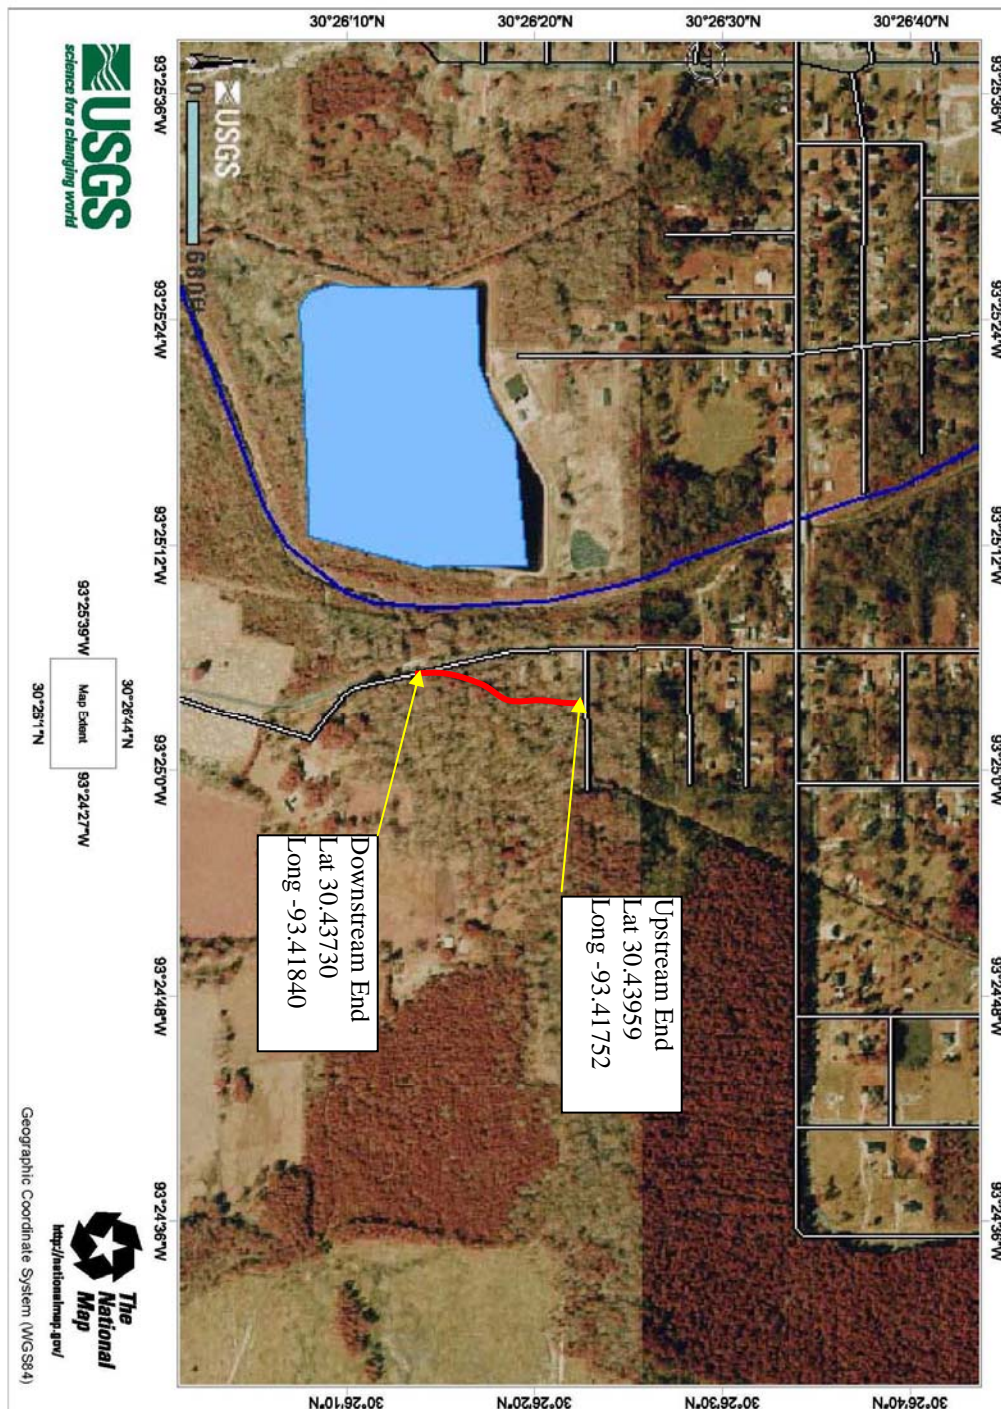 30°26'10"N
30°26'20"N
30°26'30"N
30°26'40"N
93°25'36"W
93°25'24"W
93°25'12"W
93°25'0"W
93°24'48"W
93°24'36"W
93°25'36"W
93°25'24"W
93°25'12"W
93°25'0"W
93°24'48"W
93°24'36"W
30°26'10"N
30°26'20"N
30°26'30"N
30°26'40"N
USGS
science for a changing world
USGS
0
680ft
Upstream End
Lat 30.43959
Long -93.41752
Downstream End
Lat 30.43730
Long -93.41840
30°26'44"N
93°25'39"W
Map Extent
93°24'27"W
30°26'1"N
The
National
Map
http://nationalmap.gov/
Geographic Coordinate System (WGS84)